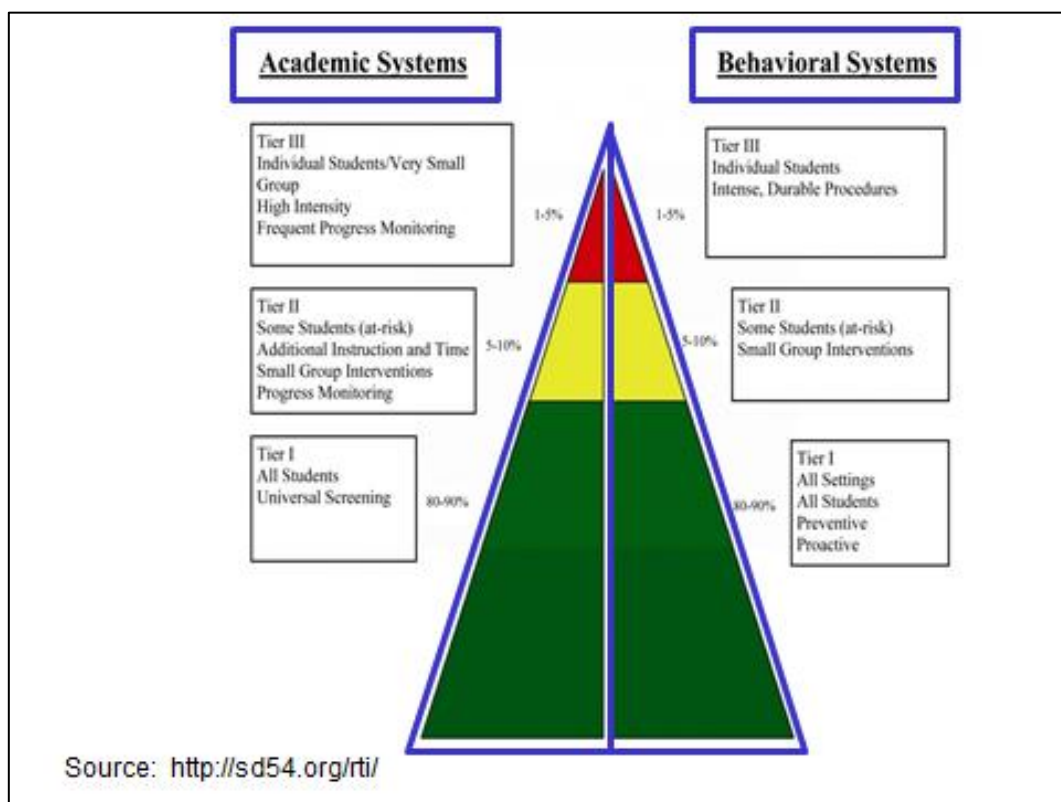 Academic Systems
Behavioral Systems
Tier III
Individual Students/Very Small
Group
High Intensity
Frequent Progress Monitoring
1-5%
1-5%
Tier III
Individual Students
Intense, Durable Procedures
Tier II
Some Students (at-risk)
Additional Instruction and Time
Small Group Interventions
Progress Monitoring
5-10%
5-10%
Tier II
Some Students (at-risk)
Small Group Interventions
Tier I
All Students
Universal Screening
80-90%
80-90%
Tier I
All Settings
All Students
Preventive
Proactive
Source: http://sd54.org/rti/